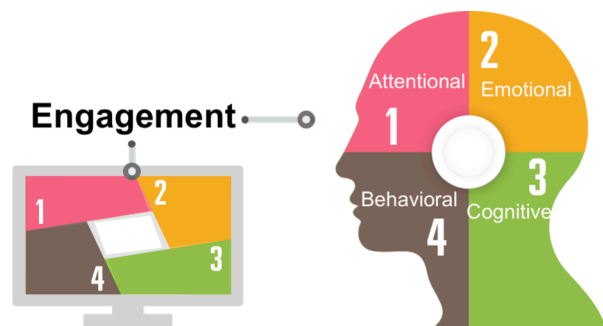 Engagement
1
2
3
4
Attentional
1
2
Emotional
3
Cognitive
Behavioral
4